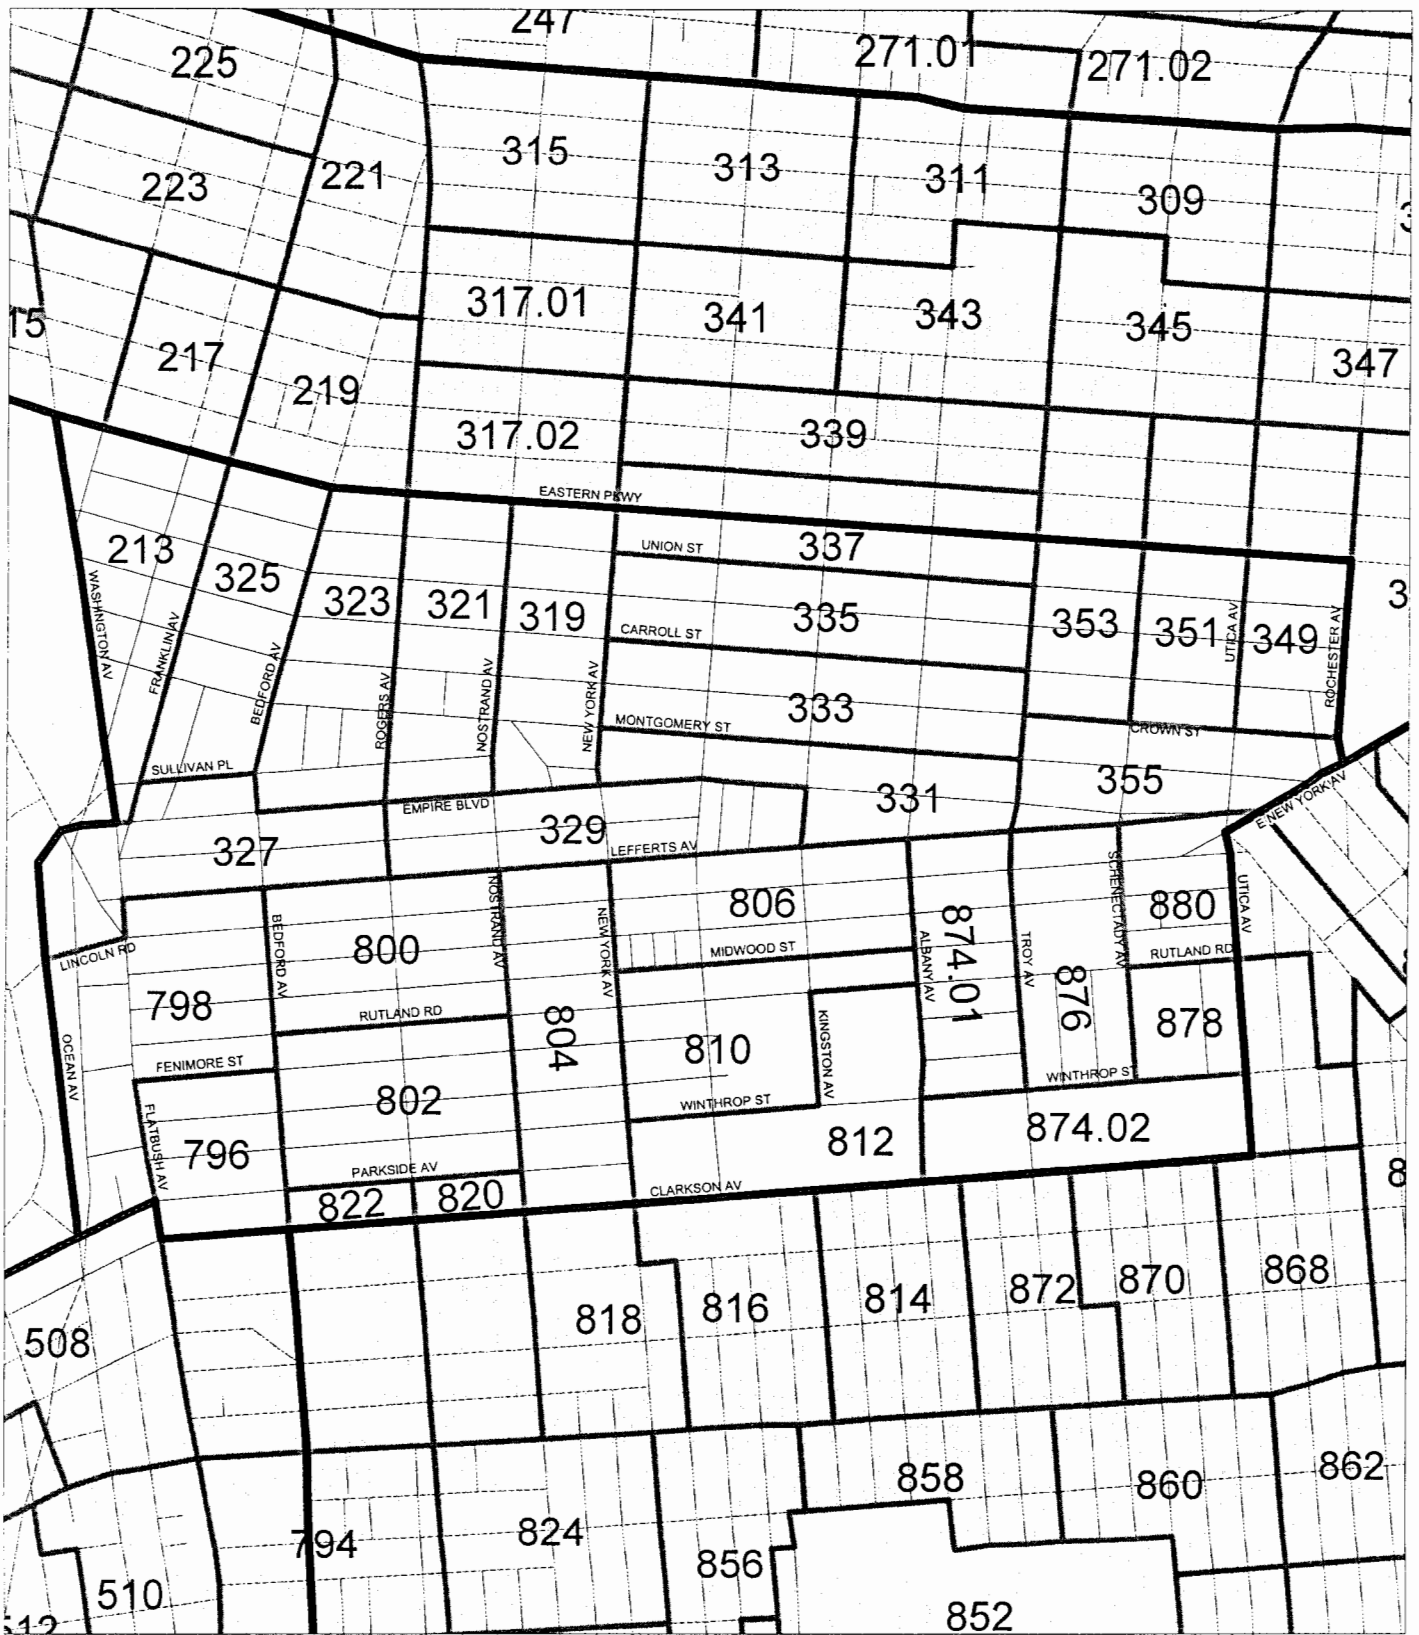 247
225
271.01
271.02
315
313
311
309
221
223
317.01
341
343
345
15
217
347
219
317.02
339
EASTERN PKWY
213
UNION ST
337
WASHINGTON AV
325
323
321
319
335
353
351
UTICA AV
349
ROCHESTER AV
3
FRANKLIN AV
BEDFORD AV
ROGERS AV
NOSTRAND AV
NEW YORK AV
CARROLL ST
333
MONTGOMERY ST
CROWN ST
SULLIVAN PL
355
EMPIRE BLVD
331
E NEW YORK AV
327
329
LEFFERTS AV
806
880
SCHENECTADY AV
UTICA AV
LINCOLN RD
BEDFORD AV
800
NOSTRAND AV
NEW YORK AV
MIDWOOD ST
ALBANY AV
874.01
TROY AV
876
RUTLAND RD
798
RUTLAND RD
804
810
KINGSTON AV
878
OCEAN AV
FENIMORE ST
WINTHROP ST
802
WINTHROP ST
FLATBUSH AV
796
812
874.02
PARKSIDE AV
822
820
CLARKSON AV
8
818
816
814
872
870
868
508
858
860
862
794
824
856
510
512
852